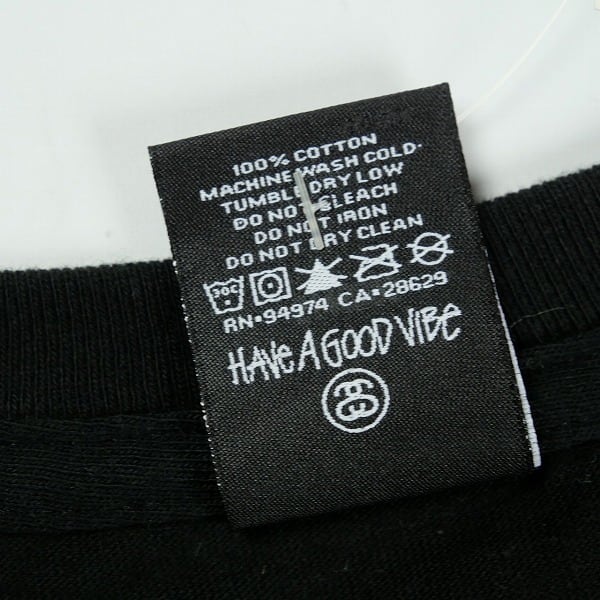 100% COTTON
MACHINE WASH COLD.
TUMBLE DRY LOW
DO NOT BLEACH
DO NOT IRON
DO NOT DRY CLEAN
30C
RN•94974 CA•28629
HAVE A GOOD VIBE